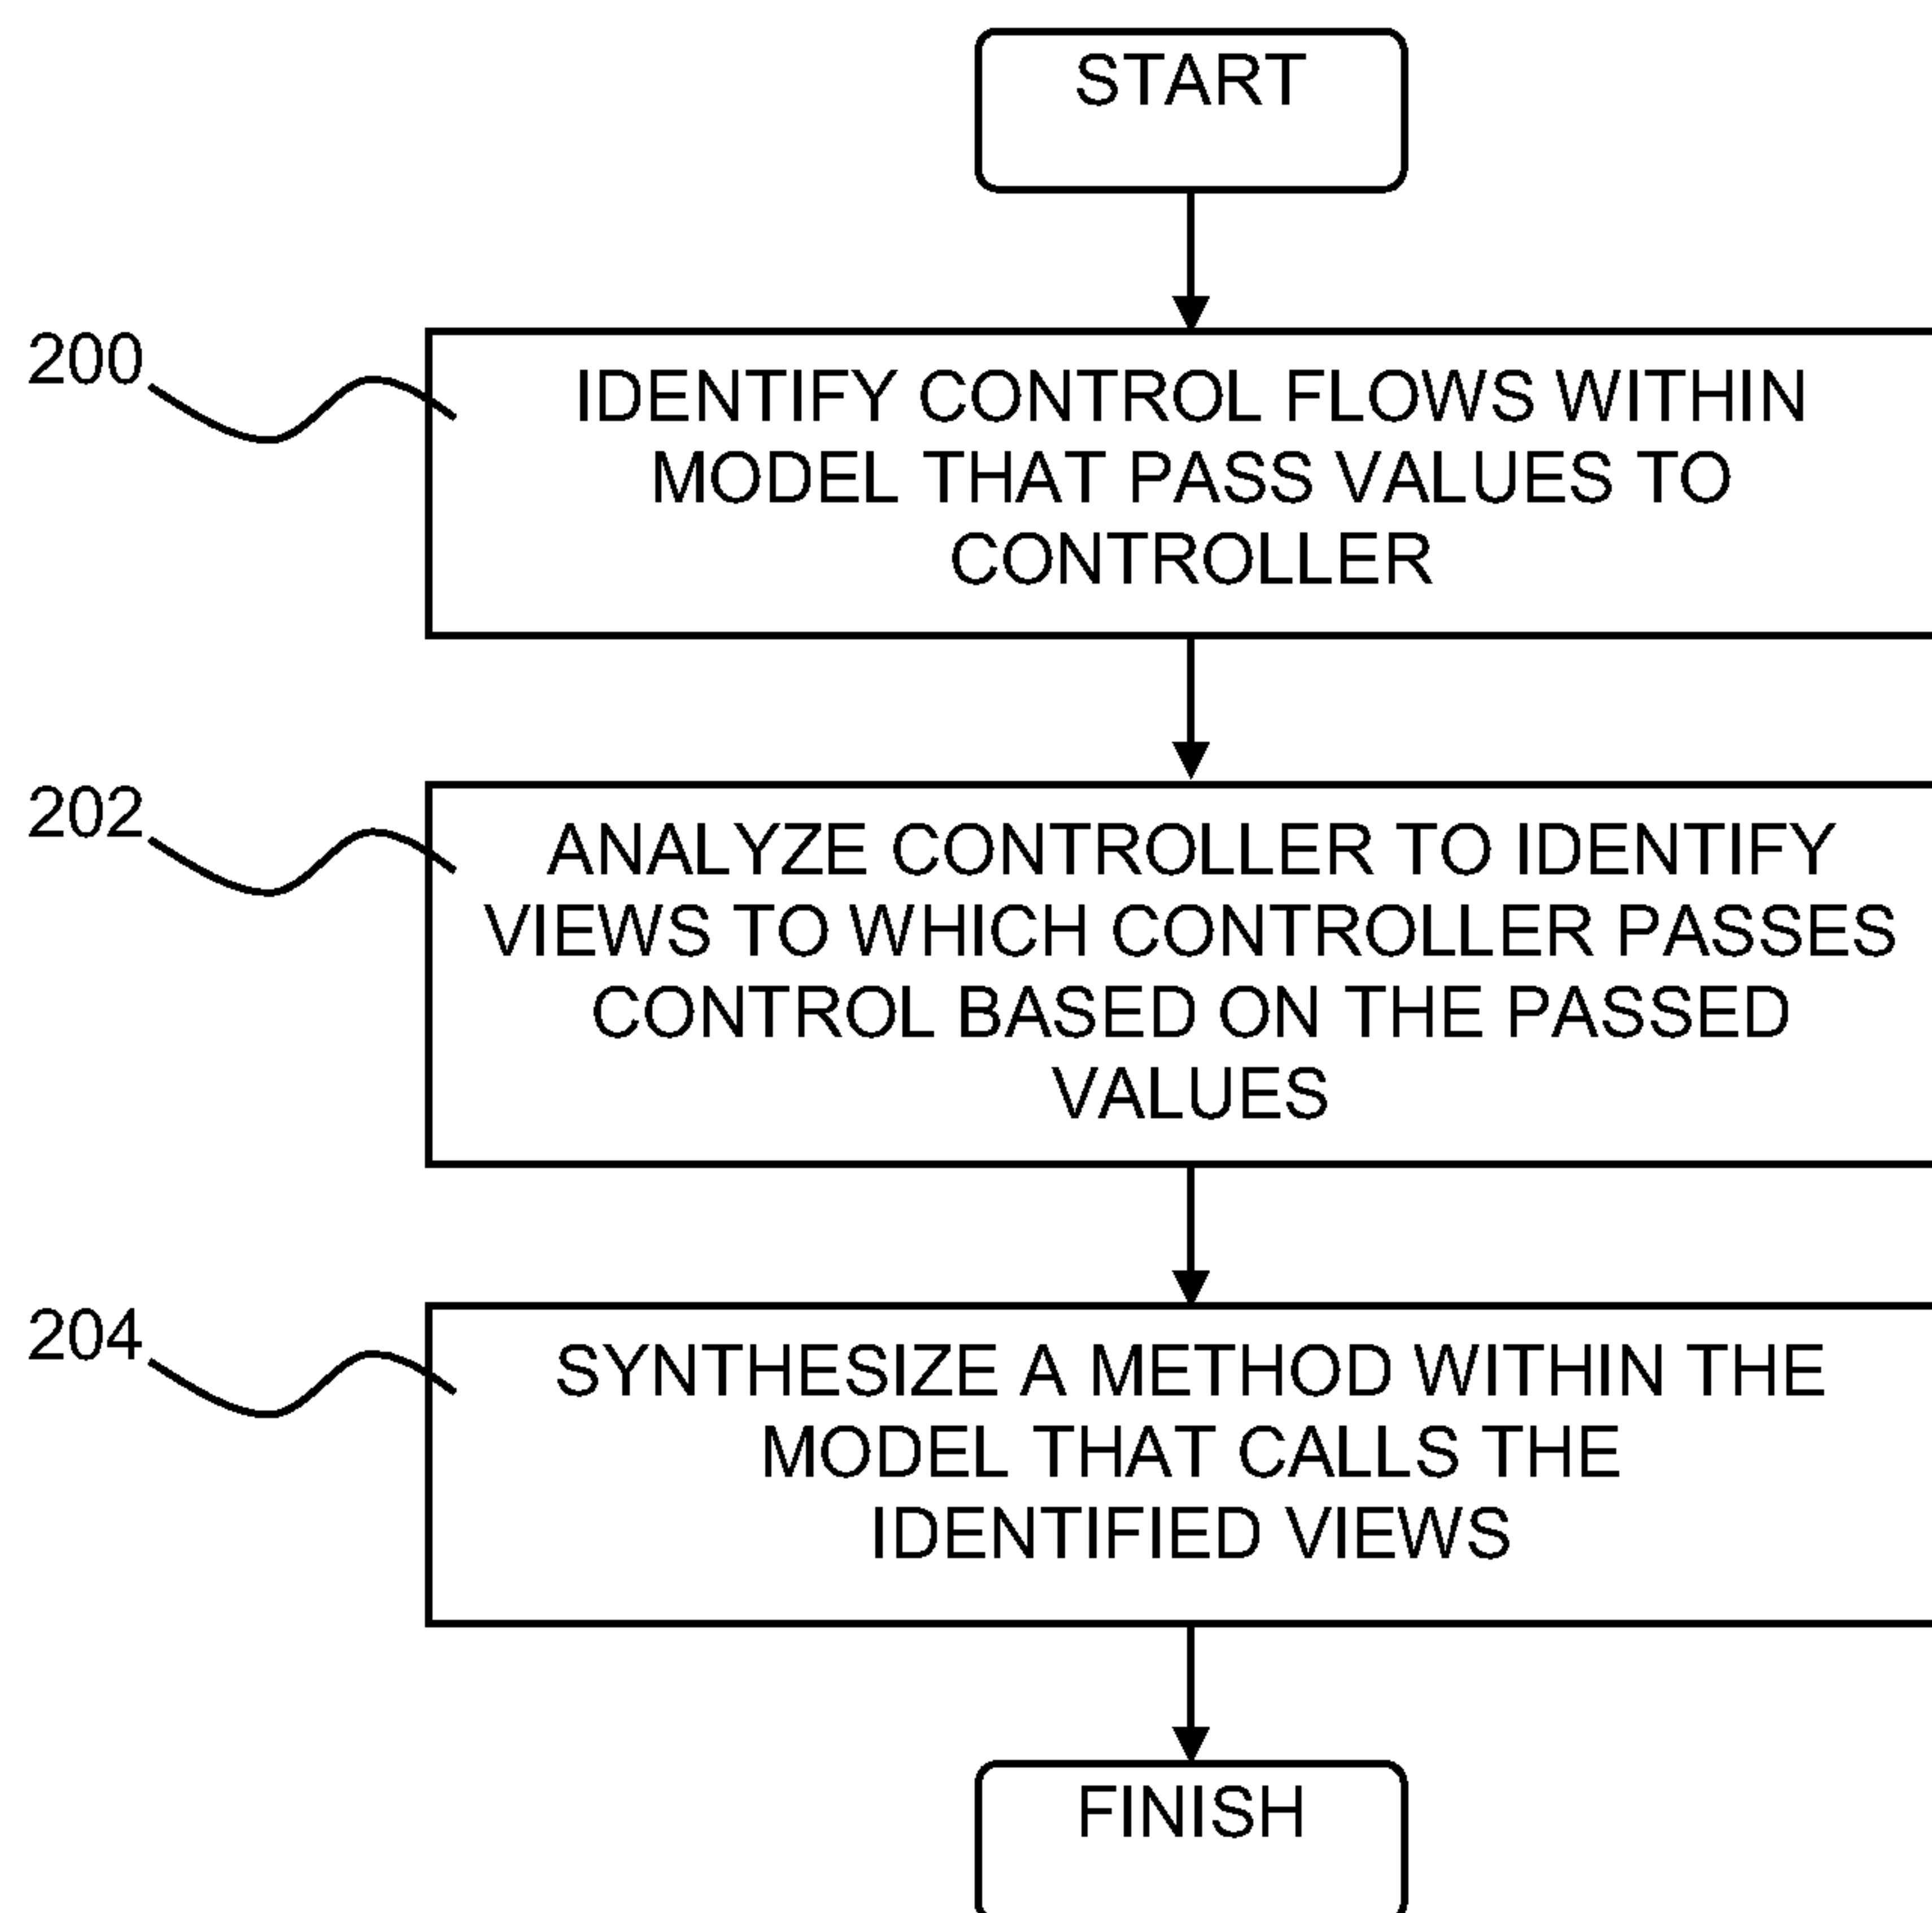 START
200
IDENTIFY CONTROL FLOWS WITHIN
MODEL THAT PASS VALUES TO
CONTROLLER
202
ANALYZE CONTROLLER TO IDENTIFY
VIEWS TO WHICH CONTROLLER PASSES
CONTROL BASED ON THE PASSED
VALUES
204
SYNTHESIZE A METHOD WITHIN THE
MODEL THAT CALLS THE
IDENTIFIED VIEWS
FINISH